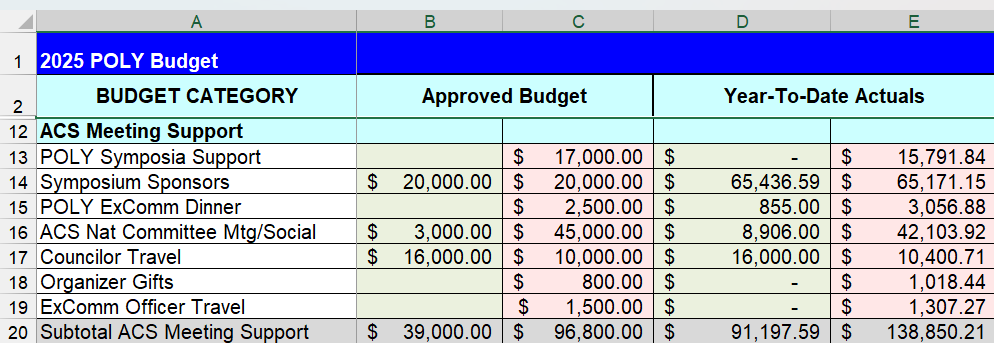 A B C D E
1 2025 POLY Budget
2 BUDGET CATEGORY Approved Budget Year-To-Date Actuals
12 ACS Meeting Support
13 POLY Symposia Support $ 17,000.00 $ - $ 15,791.84
14 Symposium Sponsors $ 20,000.00 $ 20,000.00 $ 65,436.59 $ 65,171.15
15 POLY ExComm Dinner $ 2,500.00 $ 855.00 $ 3,056.88
16 ACS Nat Committee Mtg/Social $ 3,000.00 $ 45,000.00 $ 8,906.00 $ 42,103.92
17 Councilor Travel $ 16,000.00 $ 10,000.00 $ 16,000.00 $ 10,400.71
18 Organizer Gifts $ 800.00 $ - $ 1,018.44
19 ExComm Officer Travel $ 1,500.00 $ - $ 1,307.27
20 Subtotal ACS Meeting Support $ 39,000.00 $ 96,800.00 $ 91,197.59 $ 138,850.21